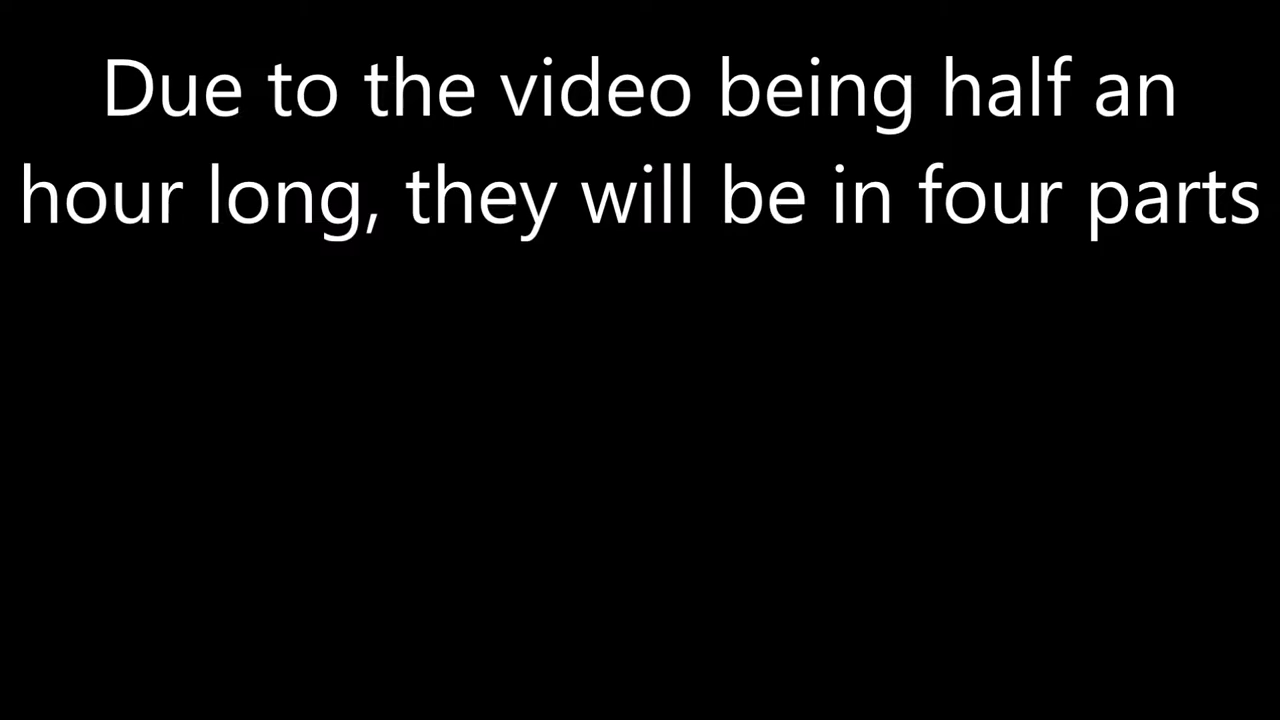 Due to the video being half an
hour long, they will be in four parts